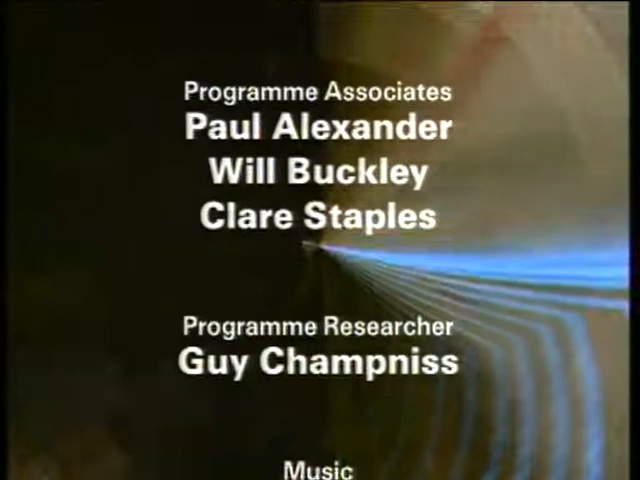 Programme Associates
Paul Alexander
Will Buckley
Clare Staples
Programme Researcher
Guy Champniss
Music